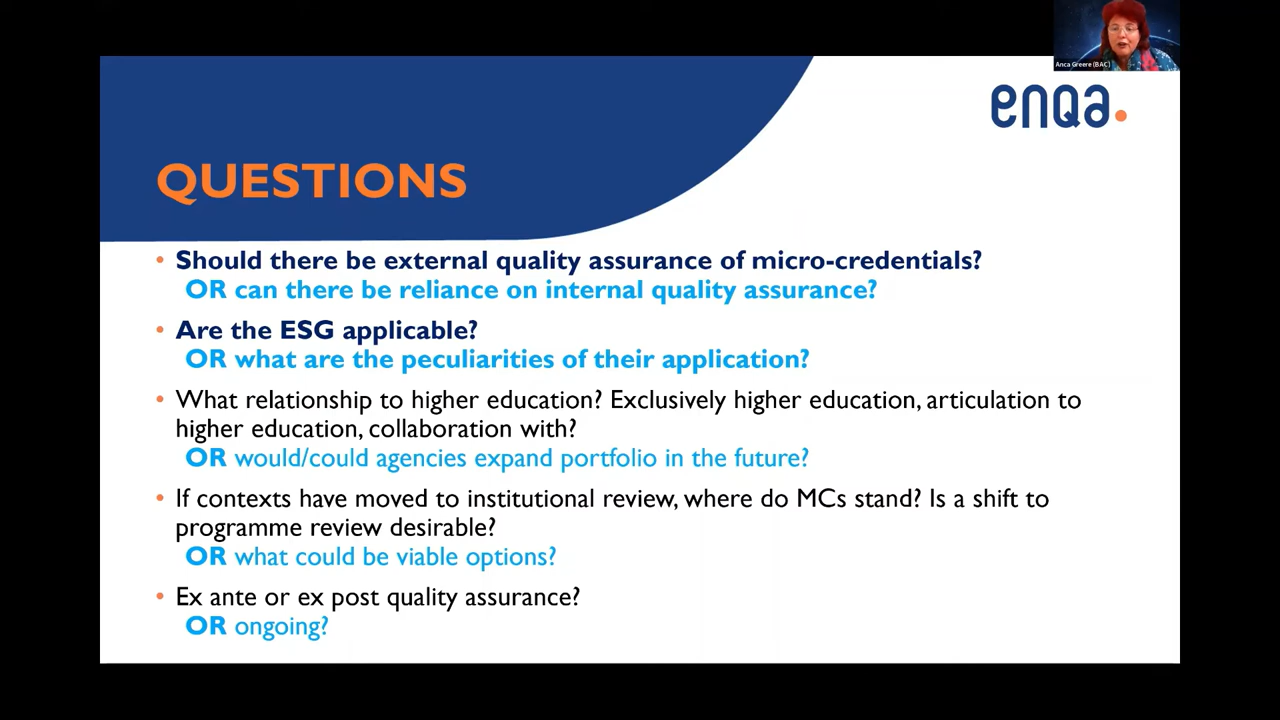 Anca Greere (BAC)
enqa.
QUESTIONS
• Should there be external quality assurance of micro-credentials?
OR can there be reliance on internal quality assurance?
• Are the ESG applicable?
OR what are the peculiarities of their application?
• What relationship to higher education? Exclusively higher education, articulation to
higher education, collaboration with?
OR would/could agencies expand portfolio in the future?
• If contexts have moved to institutional review, where do MCs stand? Is a shift to
programme review desirable?
OR what could be viable options?
• Ex ante or ex post quality assurance?
OR ongoing?